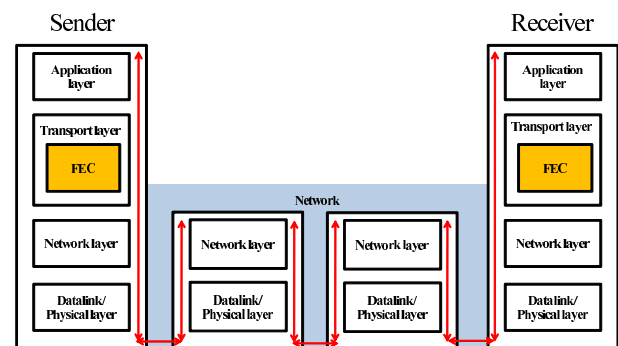 Sender
Receiver
Application
layer
Transport layer
FEC
Network layer
Datalink/
Physical layer
Network
Network layer
Datalink/
Physical layer
Network layer
Datalink/
Physical layer
Application
layer
Transport layer
FEC
Network layer
Datalink/
Physical layer